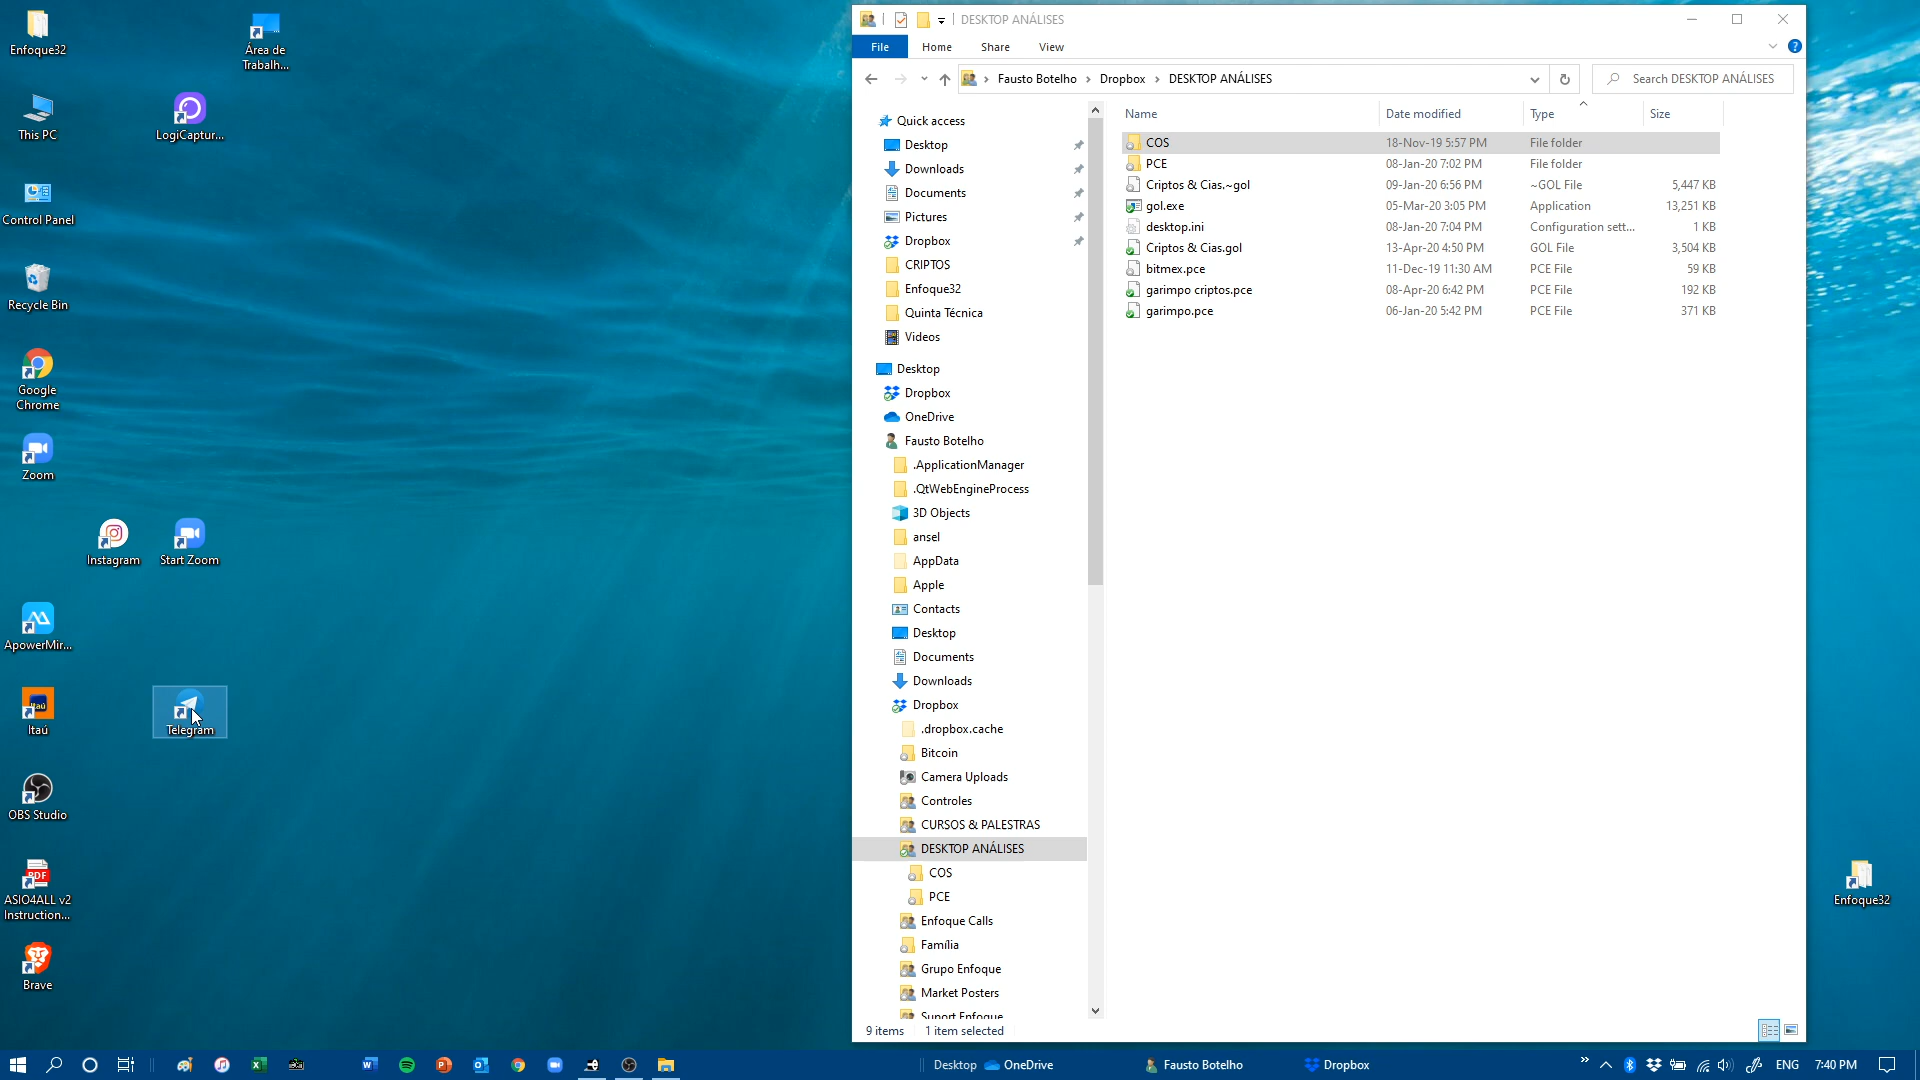 Enfoque32
Área de
Trabalh...
This PC
LogiCaptur...
Control Panel
Recycle Bin
Google
Chrome
Zoom
Instagram
Start Zoom
ApowerMir...
Itaú
Itaú
Telegram
OBS Studio
PDF
ASIO4ALL v2
Instruction...
Brave
Enfoque32
DESKTOP ANÁLISES
File
Home
Share
View
Fausto Botelho
Dropbox
DESKTOP ANÁLISES
Search DESKTOP ANÁLISES
Quick access
Desktop
Downloads
Documents
Pictures
Dropbox
CRIPTOS
Enfoque32
Quinta Técnica
Videos
Desktop
Dropbox
OneDrive
Fausto Botelho
.ApplicationManager
.QtWebEngineProcess
3D Objects
ansel
AppData
Apple
Contacts
Desktop
Documents
Downloads
Dropbox
.dropbox.cache
Bitcoin
Camera Uploads
Controles
CURSOS & PALESTRAS
DESKTOP ANÁLISES
COS
PCE
Enfoque Calls
Família
Grupo Enfoque
Market Posters
Suport Enfoque
Name Date modified Type Size
COS 18-Nov-19 5:57 PM File folder
PCE 08-Jan-20 7:02 PM File folder
Criptos & Cias.~gol 09-Jan-20 6:56 PM ~GOL File 5,447 KB
gol.exe 05-Mar-20 3:05 PM Application 13,251 KB
desktop.ini 08-Jan-20 7:04 PM Configuration sett... 1 KB
Criptos & Cias.gol 13-Apr-20 4:50 PM GOL File 3,504 KB
bitmex.pce 11-Dec-19 11:30 AM PCE File 59 KB
garimpo criptos.pce 08-Apr-20 6:42 PM PCE File 192 KB
garimpo.pce 06-Jan-20 5:42 PM PCE File 371 KB
9 items 1 item selected
Desktop
OneDrive
Fausto Botelho
Dropbox
ENG
7:40 PM